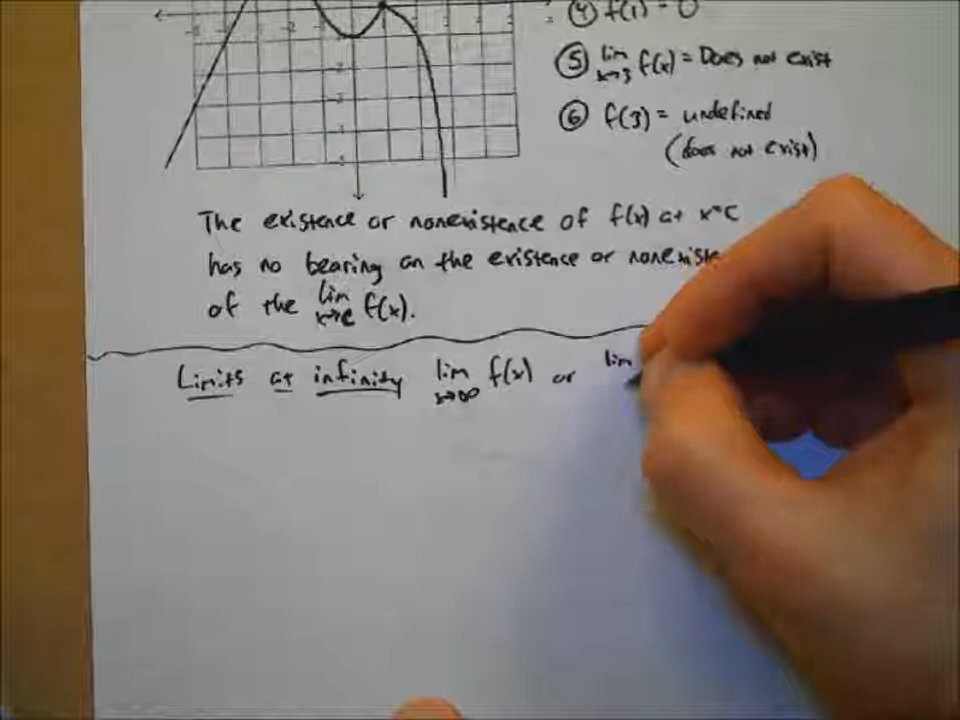 ④ f(1) = 0
⑤ lim x→3 f(x) = Does not exist
⑥ f(3) = undefined
(does not exist)
The existence or nonexistence of f(x) at x=c
has no bearing on the existence or
of the lim x→c f(x).
Limits at infinity lim x→∞ f(x) or lim